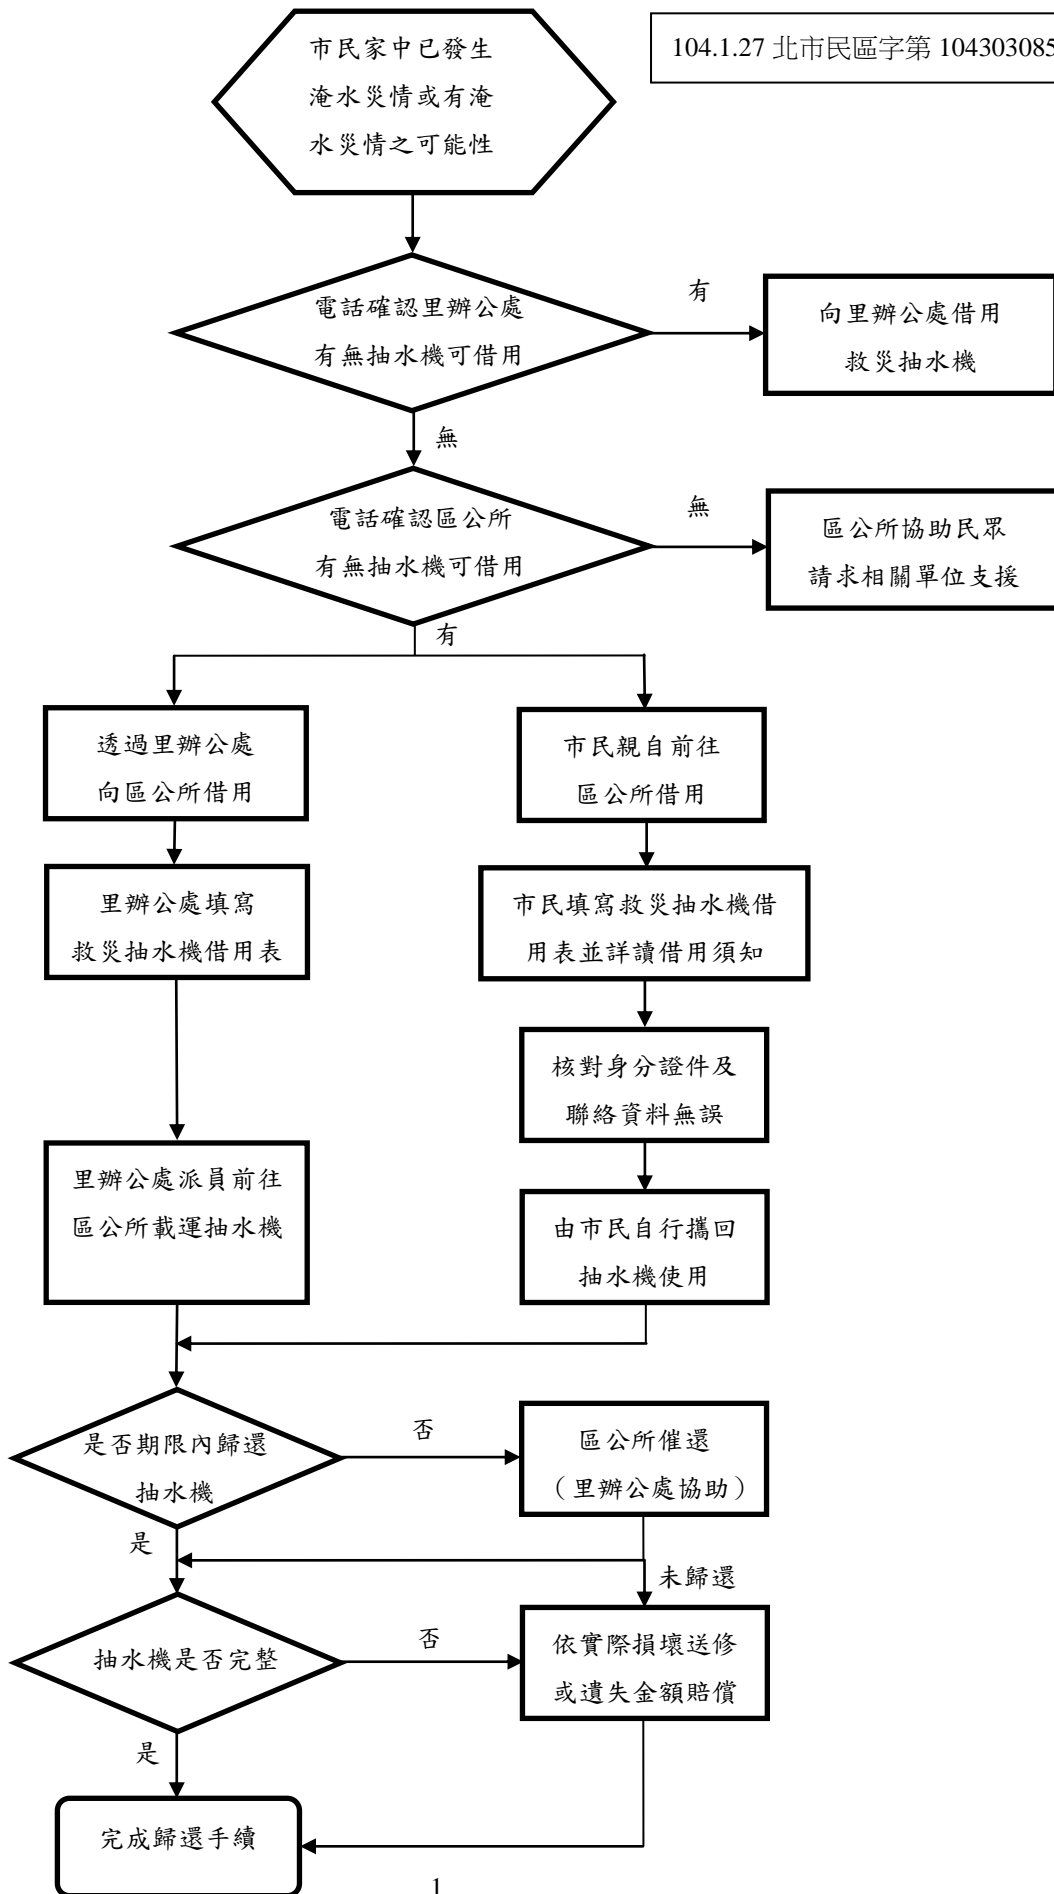 104.1.27 北市民區字第 104303085
市民家中已發生
淹水災情或有淹
水災情之可能性
電話確認里辦公處
有無抽水機可借用
有
向里辦公處借用
救災抽水機
無
電話確認區公所
有無抽水機可借用
無
區公所協助民眾
請求相關單位支援
有
透過里辦公處
向區公所借用
市民親自前往
區公所借用
里辦公處填寫
救災抽水機借用表
市民填寫救災抽水機借
用表並詳讀借用須知
核對身分證件及
聯絡資料無誤
里辦公處派員前往
區公所載運抽水機
由市民自行攜回
抽水機使用
是否期限內歸還
抽水機
否
區公所催還
（里辦公處協助）
是
未歸還
抽水機是否完整
否
依實際損壞送修
或遺失金額賠償
是
完成歸還手續
1